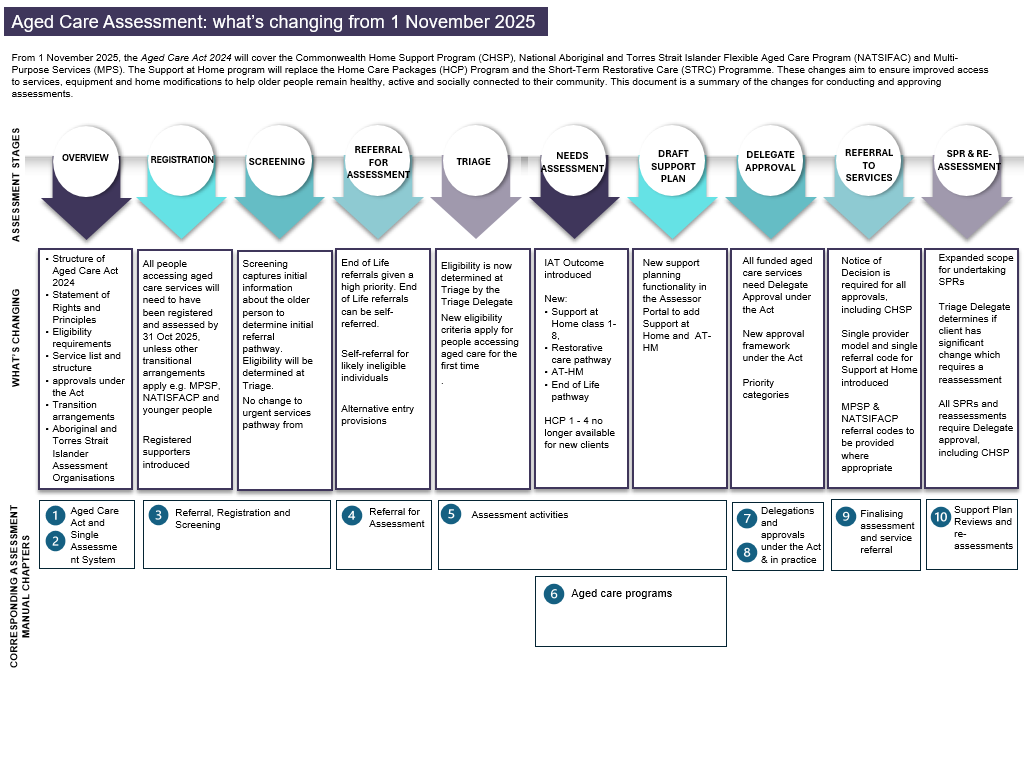 Aged Care Assessment: what's changing from 1 November 2025
From 1 November 2025, the Aged Care Act 2024 will cover the Commonwealth Home Support Program (CHSP), National Aboriginal and Torres Strait Islander Flexible Aged Care Program (NATSIFAC) and Multi-
Purpose Services (MPS). The Support at Home program will replace the Home Care Packages (HCP) Program and the Short-Term Restorative Care (STRC) Programme. These changes aim to ensure improved access
to services, equipment and home modifications to help older people remain healthy, active and socially connected to their community. This document is a summary of the changes for conducting and approving
assessments.
ASSESSMENT STAGES
OVERVIEW
REGISTRATION
SCREENING
REFERRAL
FOR
ASSESSMENT
TRIAGE
NEEDS
ASSESSMENT
DRAFT
SUPPORT
PLAN
DELEGATE
APPROVAL
REFERRAL
TO
SERVICES
SPR & RE-
ASSESSMENT
WHAT'S CHANGING
• Structure of
Aged Care Act
2024
• Statement of
Rights and
Principles
• Eligibility
requirements
• Service list and
structure
• approvals under
the Act
• Transition
arrangements
• Aboriginal and
Torres Strait
Islander
Assessment
Organisations
All people
accessing aged
care services will
need to have
been registered
and assessed by
31 Oct 2025,
unless other
transitional
arrangements
apply e.g. MPSP,
NATISFACP and
younger people
Registered
supporters
introduced
Screening
captures initial
information
about the older
person to
determine initial
referral
pathway.
Eligibility will be
determined at
Triage.
No change to
urgent services
pathway from
End of Life
referrals given a
high priority. End
of Life referrals
can be self-
referred.
Self-referral for
likely ineligible
individuals
Alternative entry
provisions
Eligibility is now
determined at
Triage by the
Triage Delegate
New eligibility
criteria apply for
people accessing
aged care for the
first time
.
IAT Outcome
introduced
New:
• Support at
Home class 1-
8,
• Restorative
care pathway
• AT-HM
• End of Life
pathway
HCP 1 - 4 no
longer available
for new clients
New support
planning
functionality in
the Assessor
Portal to add
Support at
Home and AT-
HM
All funded aged
care services
need Delegate
Approval under
the Act
New approval
framework
under the Act
Priority
categories
Notice of
Decision is
required for all
approvals,
including CHSP
Single provider
model and single
referral code for
Support at Home
introduced
MPSP &
NATSIFACP
referral codes to
be provided
where
appropriate
Expanded scope
for undertaking
SPRs
Triage Delegate
determines if
client has
significant
change which
requires a
reassessment
All SPRs and
reassessments
require Delegate
approval,
including CHSP
CORRESPONDING ASSESSMENT
MANUAL CHAPTERS
1
2
Aged Care
Act and
Single
Assessme
nt System
3
Referral, Registration and
Screening
4
Referral for
Assessment
5
Assessment activities
6
Aged care programs
7
8
Delegations
and
approvals
under the Act
& in practice
9
Finalising
assessment
and service
referral
10
Support Plan
Reviews and
re-
assessments